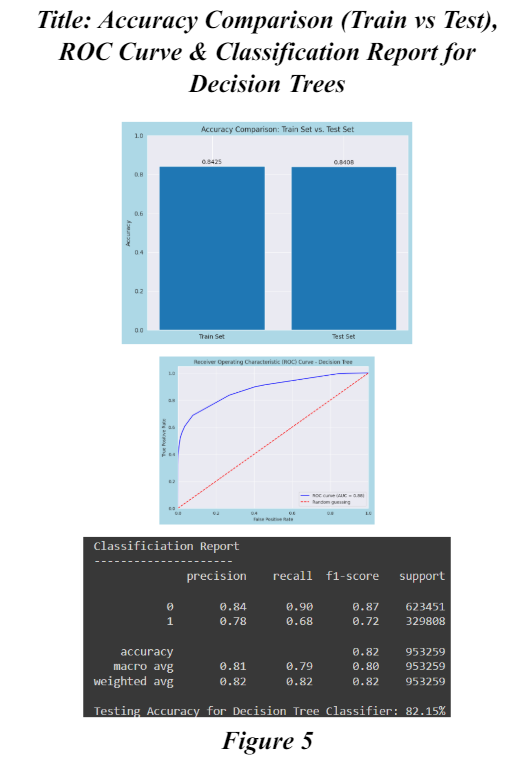 Title: Accuracy Comparison (Train vs Test),
ROC Curve & Classification Report for
Decision Trees
Accuracy Comparison: Train Set vs. Test Set
1.0
0.8425
0.8408
0.8
0.6
Accuracy
0.4
0.2
0.0
Train Set
Test Set
Receiver Operating Characteristic (ROC) Curve - Decision Tree
1.0
0.8
0.6
True Positive Rate
0.4
0.2
0.0
ROC curve (AUC = 0.88)
Random guessing
0.0 0.2 0.4 0.6 0.8 1.0
False Positive Rate
Classificiation Report
---------------------
precision recall f1-score support
0 0.84 0.90 0.87 623451
1 0.78 0.68 0.72 329808
accuracy 0.82 953259
macro avg 0.81 0.79 0.80 953259
weighted avg 0.82 0.82 0.82 953259
Testing Accuracy for Decision Tree Classifier: 82.15%
Figure 5